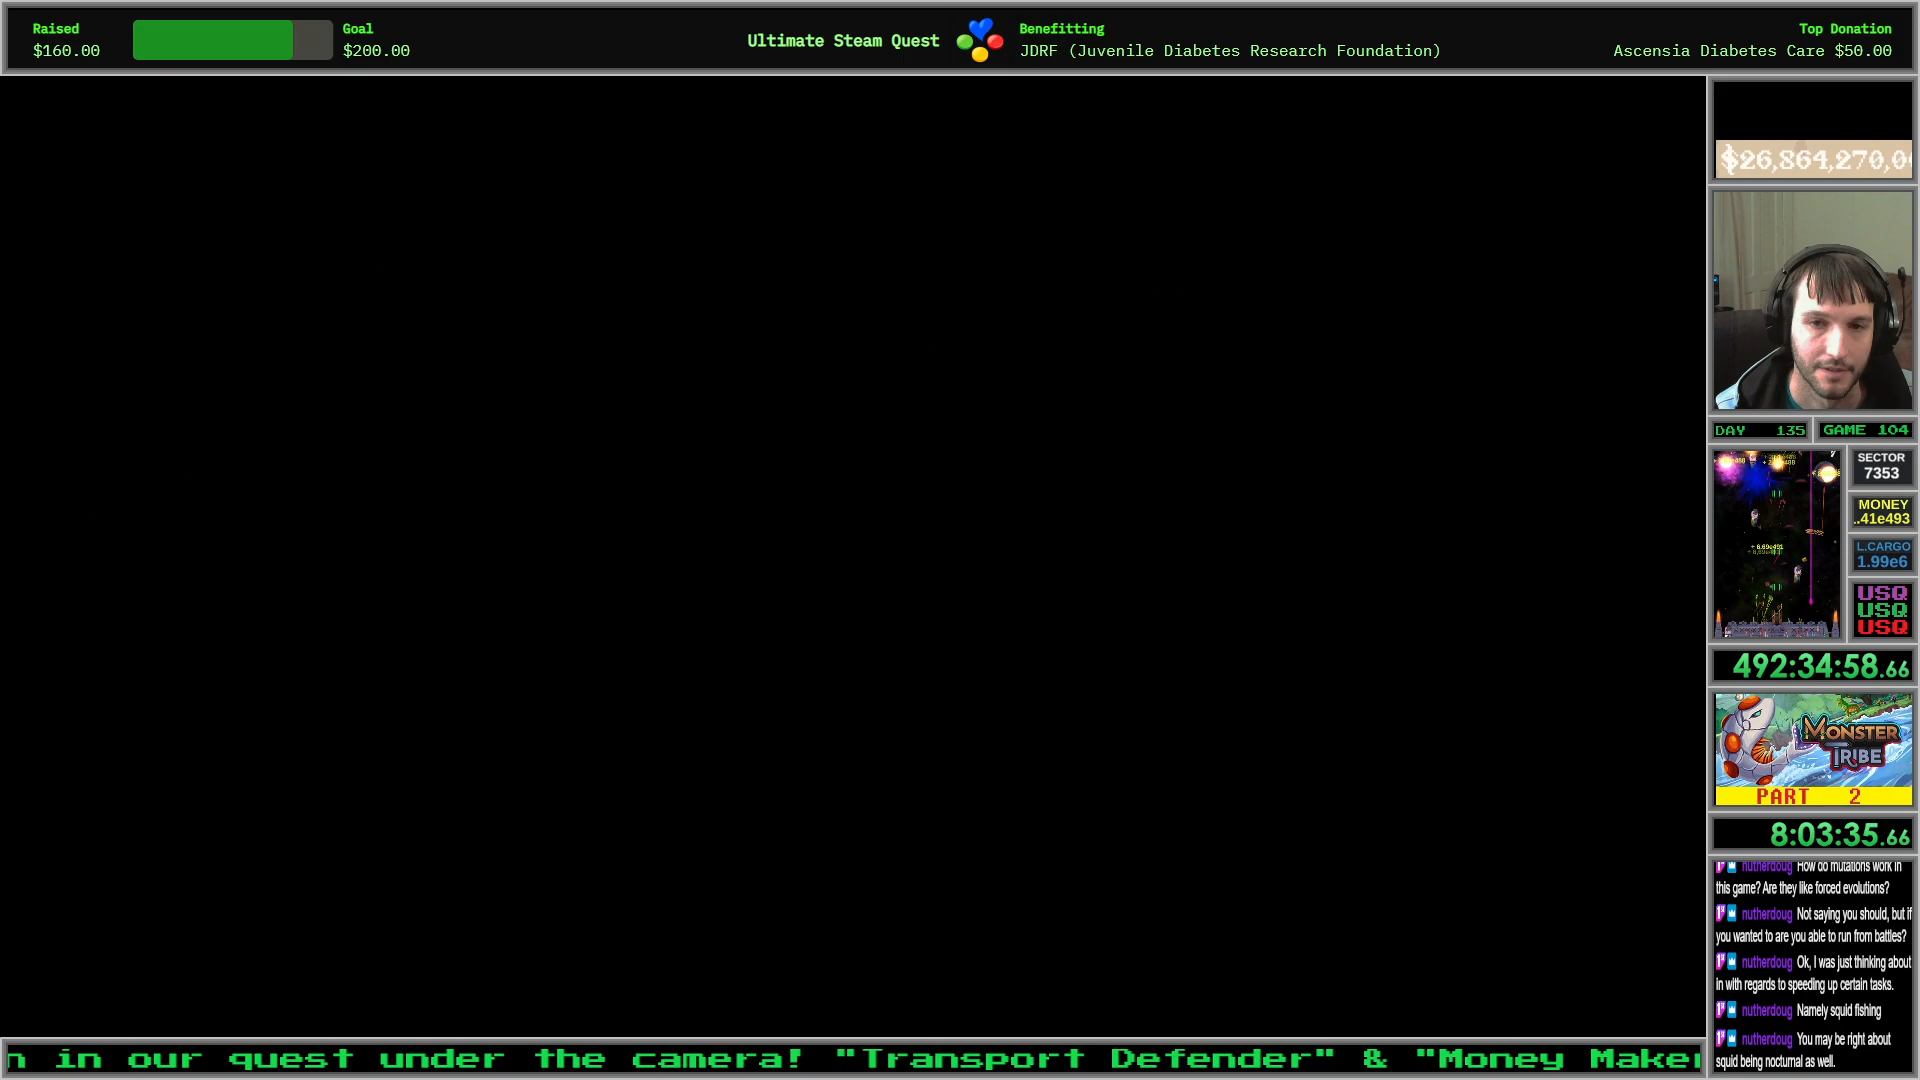 Raised
$160.00
Goal
$200.00
Ultimate Steam Quest
Benefitting
JDRF (Juvenile Diabetes Research Foundation)
Top Donation
Ascensia Diabetes Care $50.00
$26,864,270,0
DAY 135
GAME 104
SECTOR
7353
MONEY
..41e493
L.CARGO
1.99e6
USQ
USQ
USQ
492:34:58.66
MONSTER
TRIBE
PART 2
8:03:35.66
nutherdoug How do mutations work in
this game? Are they like forced evolutions?
nutherdoug Not saying you should, but if
you wanted to are you able to run from battles?
nutherdoug Ok, I was just thinking about
in with regards to speeding up certain tasks.
nutherdoug Namely squid fishing
nutherdoug You may be right about
squid being nocturnal as well.
n in our quest under the camera! "Transport Defender" & "Money Maker